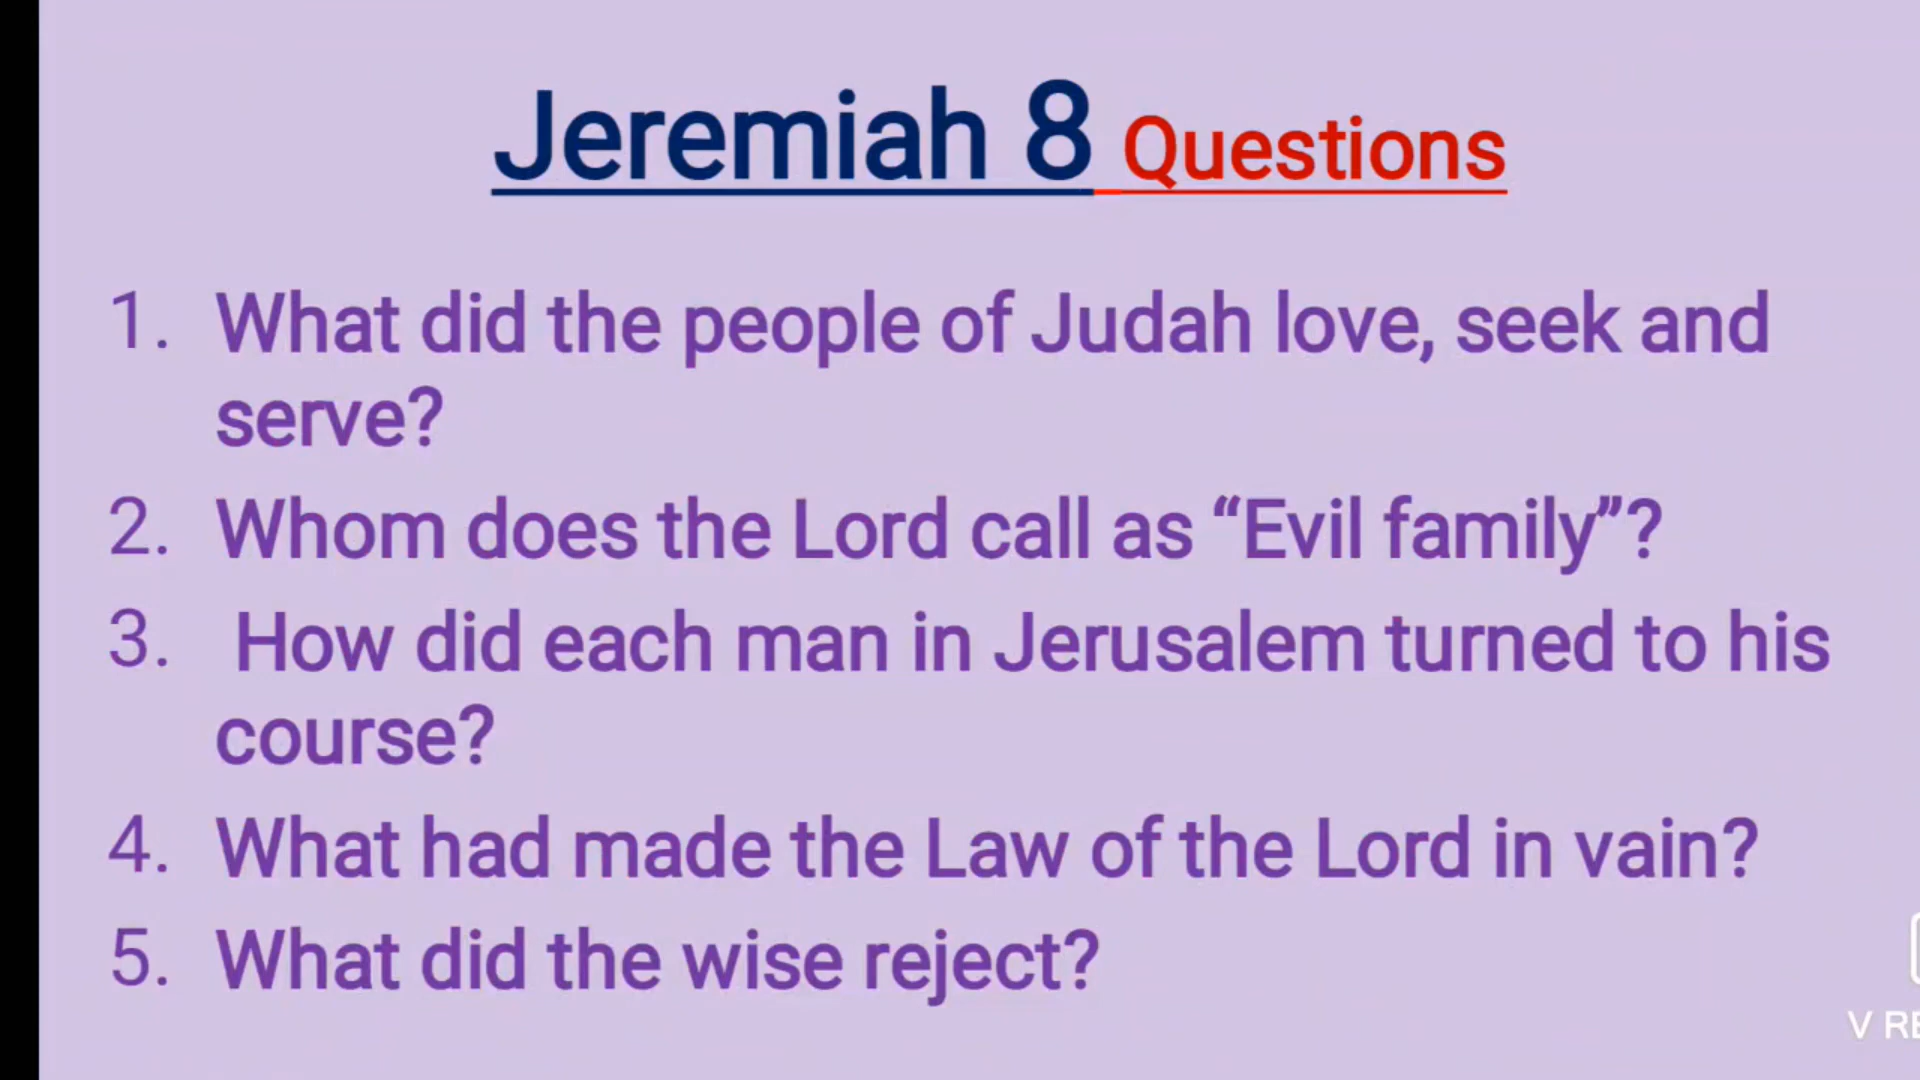 Jeremiah 8 Questions
1. What did the people of Judah love, seek and
serve?
2. Whom does the Lord call as “Evil family”?
3. How did each man in Jerusalem turned to his
course?
4. What had made the Law of the Lord in vain?
5. What did the wise reject?
V RE